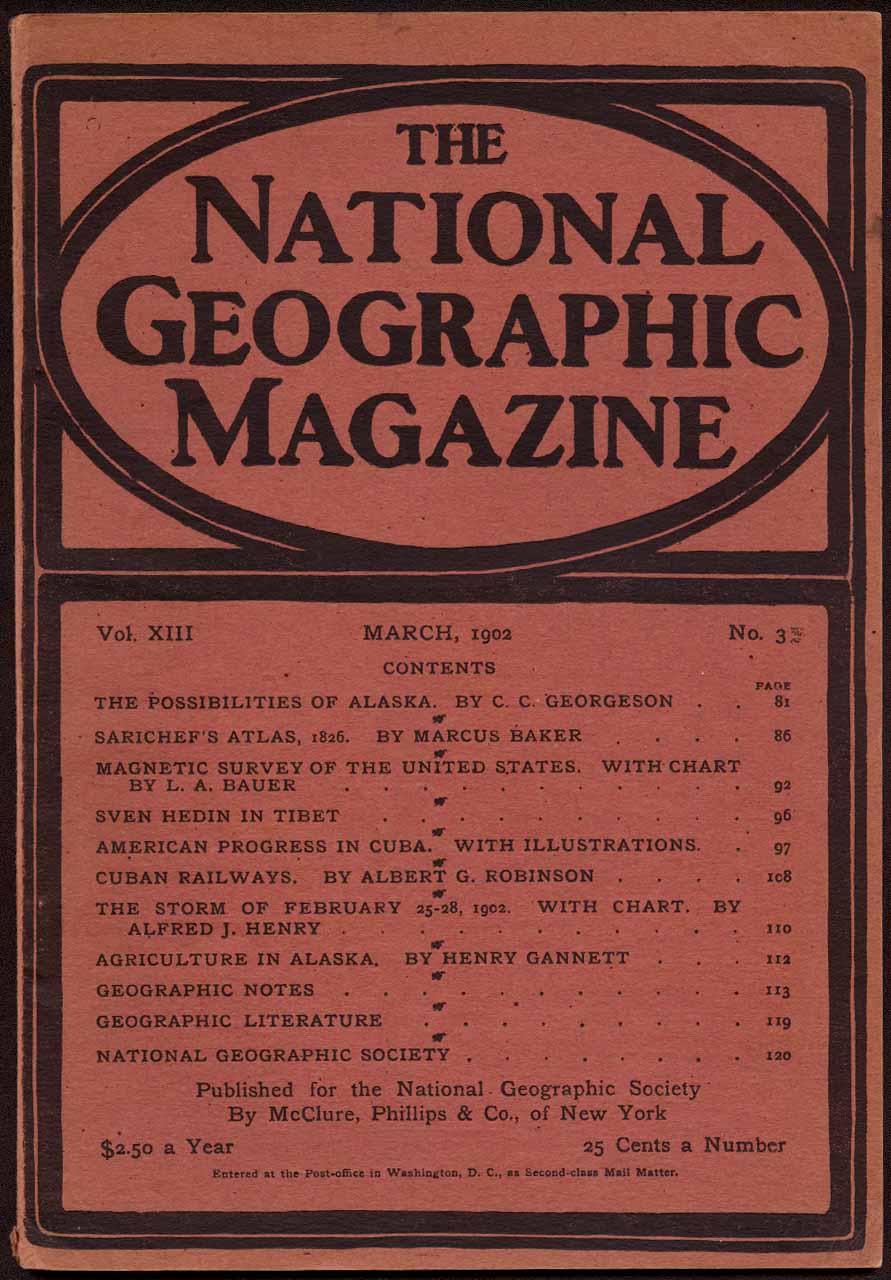 THE
NATIONAL
GEOGRAPHIC
MAGAZINE
Vol. XIII MARCH, 1902 No. 3
CONTENTS
PAGE
THE POSSIBILITIES OF ALASKA. BY C. C. GEORGESON . . 81
SARICHEF'S ATLAS, 1826. BY MARCUS BAKER . . . . 86
MAGNETIC SURVEY OF THE UNITED STATES. WITH CHART
BY L. A. BAUER . . . . . . . . . . 92
SVEN HEDIN IN TIBET . . . . . . . . . 96
AMERICAN PROGRESS IN CUBA. WITH ILLUSTRATIONS. . 97
CUBAN RAILWAYS. BY ALBERT G. ROBINSON . . . . 108
THE STORM OF FEBRUARY 25-28, 1902. WITH CHART. BY
ALFRED J. HENRY . . . . . . . . . . 110
AGRICULTURE IN ALASKA. BY HENRY GANNETT . . . 112
GEOGRAPHIC NOTES . . . . . . . . . . 113
GEOGRAPHIC LITERATURE . . . . . . . . 119
NATIONAL GEOGRAPHIC SOCIETY . . . . . . . . 120
Published for the National Geographic Society
By McClure, Phillips & Co., of New York
$2.50 a Year 25 Cents a Number
Entered at the Post-office in Washington, D. C., as Second-class Mail Matter.